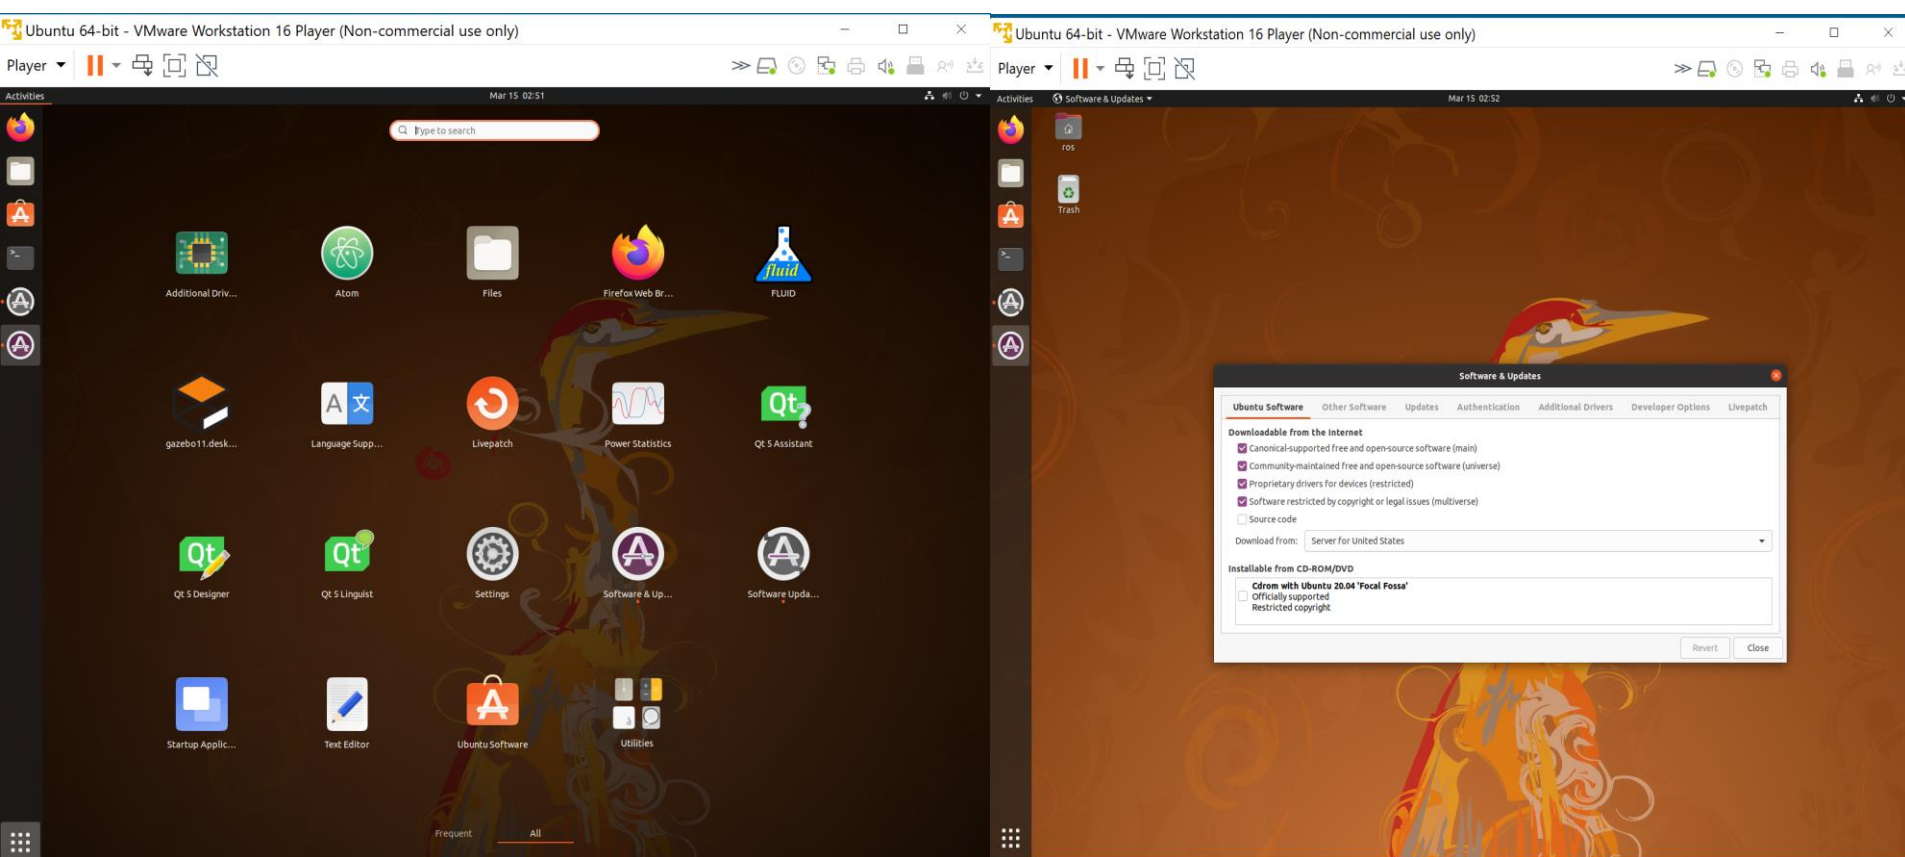 Ubuntu 64-bit - VMware Workstation 16 Player (Non-commercial use only)
Player
Activities
Mar 15 02:51
Type to search
Additional Driv...
Atom
Files
Firefox Web Br...
fluid
FLUID
gazebo11.desk...
A 文
Language Supp...
Livepatch
Power Statistics
Qt?
Qt 5 Assistant
Qt
Qt 5 Designer
Qt
Qt 5 Linguist
Settings
Software & Up...
Software Upda...
Startup Applic...
Text Editor
Ubuntu Software
Utilities
Frequent
All
Ubuntu 64-bit - VMware Workstation 16 Player (Non-commercial use only)
Player
Activities
Software & Updates
Mar 15 02:52
ros
Trash
Software & Updates
Ubuntu Software
Other Software
Updates
Authentication
Additional Drivers
Developer Options
Livepatch
Downloadable from the Internet
Canonical-supported free and open-source software (main)
Community-maintained free and open-source software (universe)
Proprietary drivers for devices (restricted)
Software restricted by copyright or legal issues (multiverse)
Source code
Download from:
Server for United States
Installable from CD-ROM/DVD
Cdrom with Ubuntu 20.04 'Focal Fossa'
Officially supported
Restricted copyright
Revert
Close